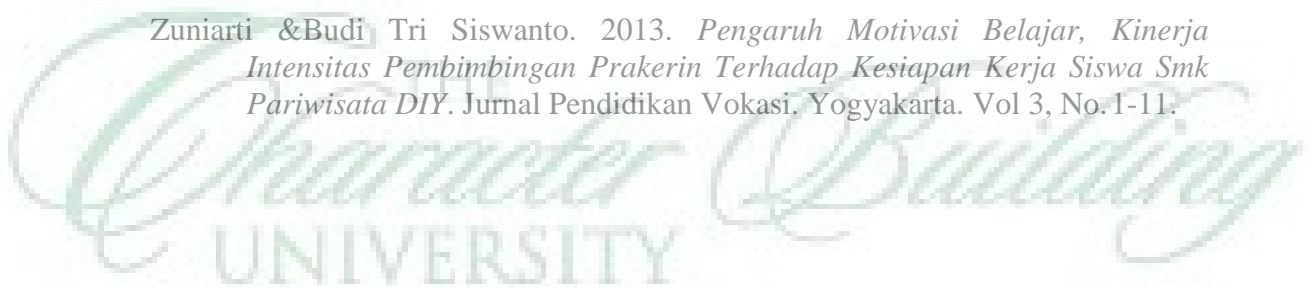 Zuniarti &Budi Tri Siswanto. 2013. Pengaruh Motivasi Belajar, Kinerja
Intensitas Pembimbingan Prakerin Terhadap Kesiapan Kerja Siswa Smk
Pariwisata DIY. Jurnal Pendidikan Vokasi. Yogyakarta. Vol 3, No. 1-11.
THE
Character Building
UNIVERSITY